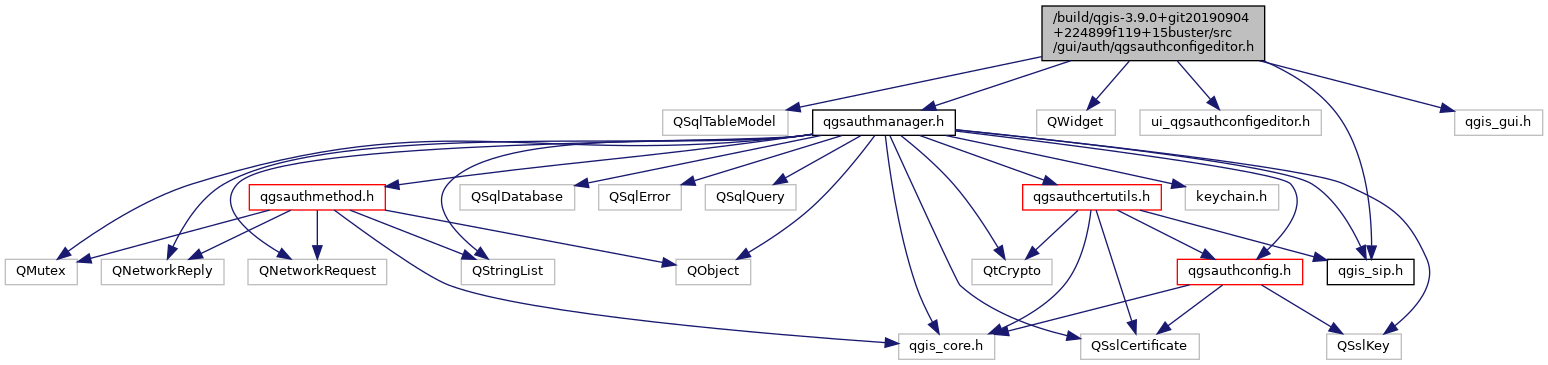 /build/qgis-3.9.0+git20190904
+224899f119+15buster/src
/gui/auth/qgsauthconfigeditor.h
QSqlTableModel
qgsauthmanager.h
QWidget
ui_qgsauthconfigeditor.h
qgis_gui.h
qgsauthmethod.h
QSqlDatabase
QSqlError
QSqlQuery
qgsauthcertutils.h
keychain.h
QMutex
QNetworkReply
QNetworkRequest
QStringList
QObject
QtCrypto
qgsauthconfig.h
qgis_sip.h
qgis_core.h
QSslCertificate
QSslKey